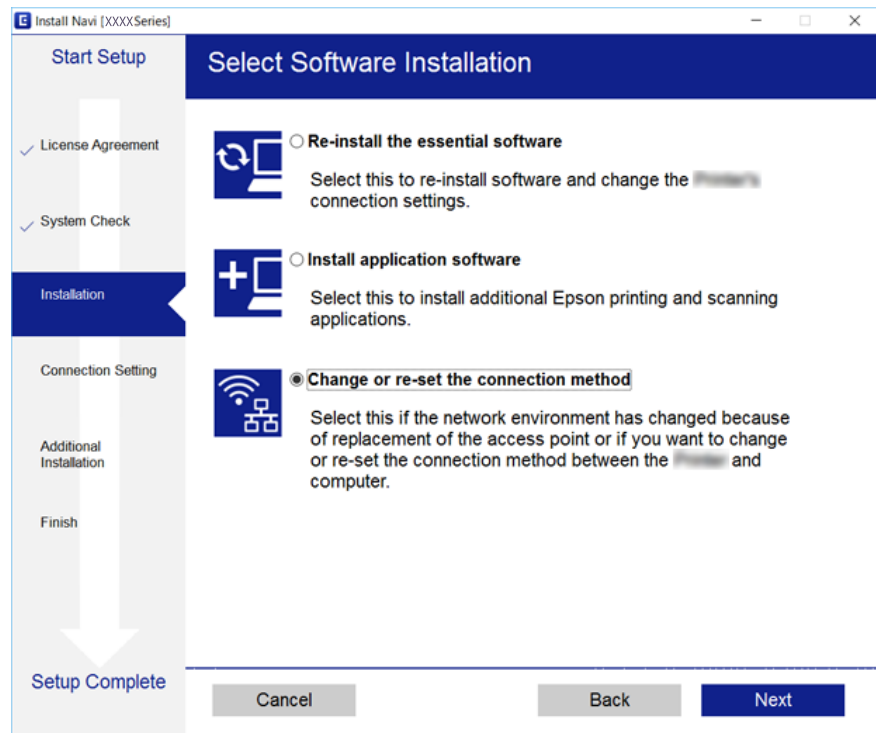 Install Navi [XXXX Series]
Start Setup
License Agreement
System Check
Installation
Connection Setting
Additional
Installation
Finish
Setup Complete
Select Software Installation
Re-install the essential software
Select this to re-install software and change the
connection settings.
Install application software
Select this to install additional Epson printing and scanning
applications.
Change or re-set the connection method
Select this if the network environment has changed because
of replacement of the access point or if you want to change
or re-set the connection method between the and
computer.
Cancel
Back
Next